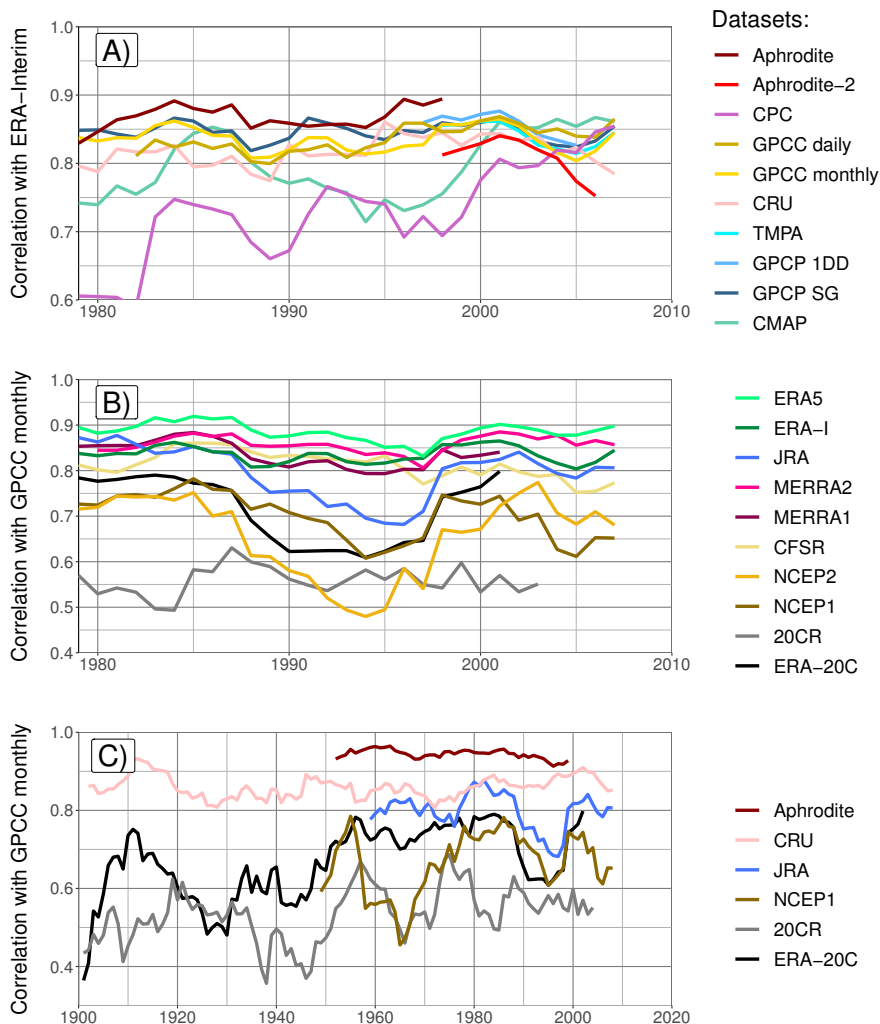 Correlation with ERA−Interim
A)
1.0
0.9
0.8
0.7
0.6
1980
1990
2000
2010
Datasets:
Aphrodite
Aphrodite−2
CPC
GPCC daily
GPCC monthly
CRU
TMPA
GPCP 1DD
GPCP SG
CMAP
Correlation with GPCC monthly
B)
1.0
0.9
0.8
0.7
0.6
0.5
0.4
1980
1990
2000
2010
ERA5
ERA−I
JRA
MERRA2
MERRA1
CFSR
NCEP2
NCEP1
20CR
ERA−20C
Correlation with GPCC monthly
C)
1.0
0.8
0.6
0.4
1900
1920
1940
1960
1980
2000
2020
Aphrodite
CRU
JRA
NCEP1
20CR
ERA−20C